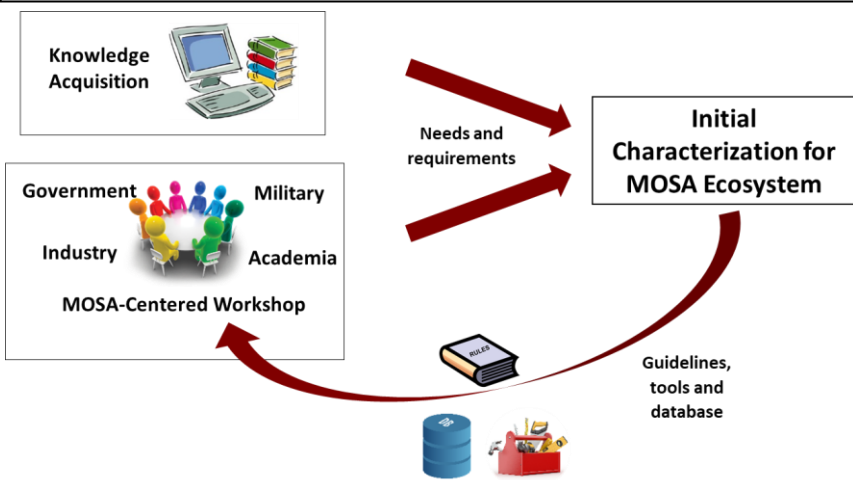 Knowledge
Acquisition
Needs and
requirements
Initial
Characterization for
MOSA Ecosystem
Government
Military
Industry
Academia
MOSA-Centered Workshop
RULES
Guidelines,
tools and
database